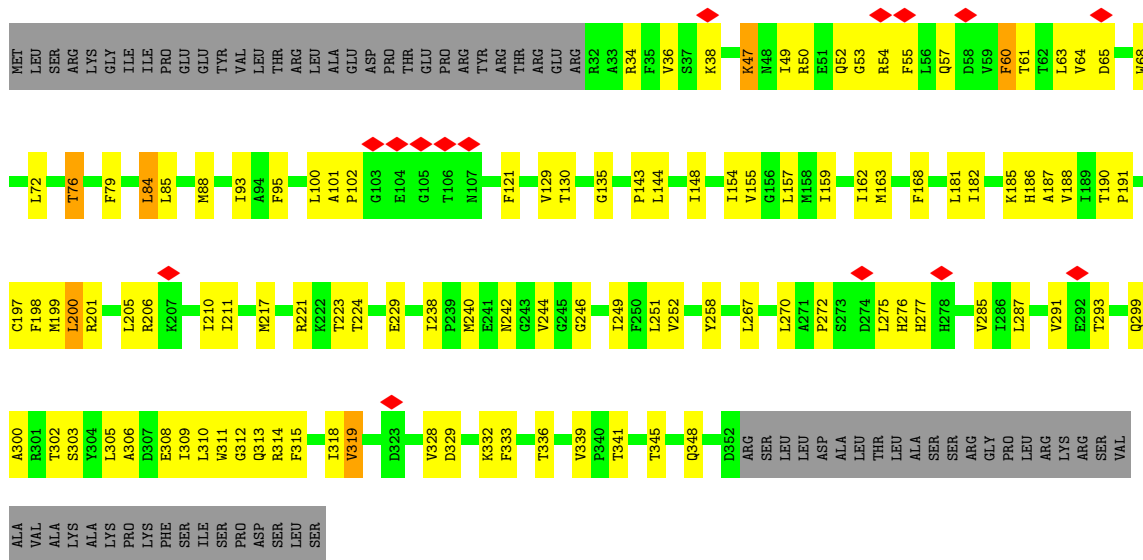 MET LEU SER ARG LYS GLY ILE ILE PRO GLU GLU TYR VAL LEU THR ARG LEU ALA GLU ASP PRO THR GLU PRO ARG TYR ARG THR ARG GLU ARG R32 A33 R34 F35 V36 S37 K38 K47 N48 I49 R50 E51 Q52 G53 R54 F55 L56 Q57 D58 V59 F60 T61 T62 L63 V64 D65 W68
L72 T76 F79 L84 L85 M88 I93 A94 F95 L100 A101 P102 G103 E104 G105 T106 N107 F121 V129 T130 G135 P143 L144 I148 I154 V155 G156 L157 M158 I159 I162 M163 F168 L181 I182 K185 H186 A187 V188 I189 T190 P191
C197 F198 M199 L200 R201 L205 R206 K207 I210 I211 M217 R221 K222 T223 T224 E229 I238 P239 M240 E241 N242 G243 V244 G245 G246 I249 F250 L251 V252 Y258 L267 L270 A271 P272 S273 D274 L275 H276 H277 H278 V285 I286 L287 V291 E292 T293 Q299
A300 R301 T302 S303 Y304 L305 A306 D307 E308 I309 L310 W311 G312 Q313 R314 F315 I318 V319 D323 V328 D329 K332 F333 T336 V339 P340 T341 T345 Q348 D352 ARG SER LEU LEU ASP ALA LEU THR LEU ALA SER SER ARG GLY PRO LEU ARG LYS ARG SER VAL
ALA VAL ALA LYS ALA LYS PRO LYS PHE SER ILE SER PRO ASP SER LEU SER